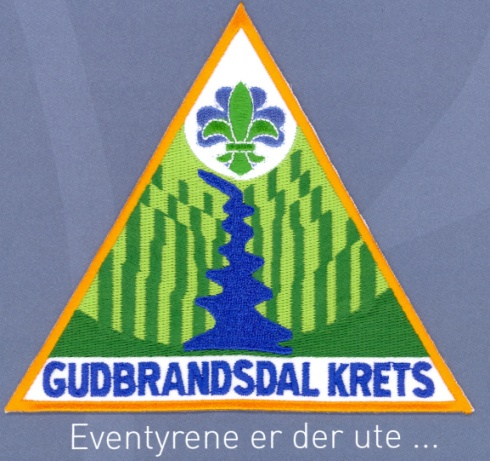 GUDBRANDSDAL KRETS
Eventyrene er der ute ...